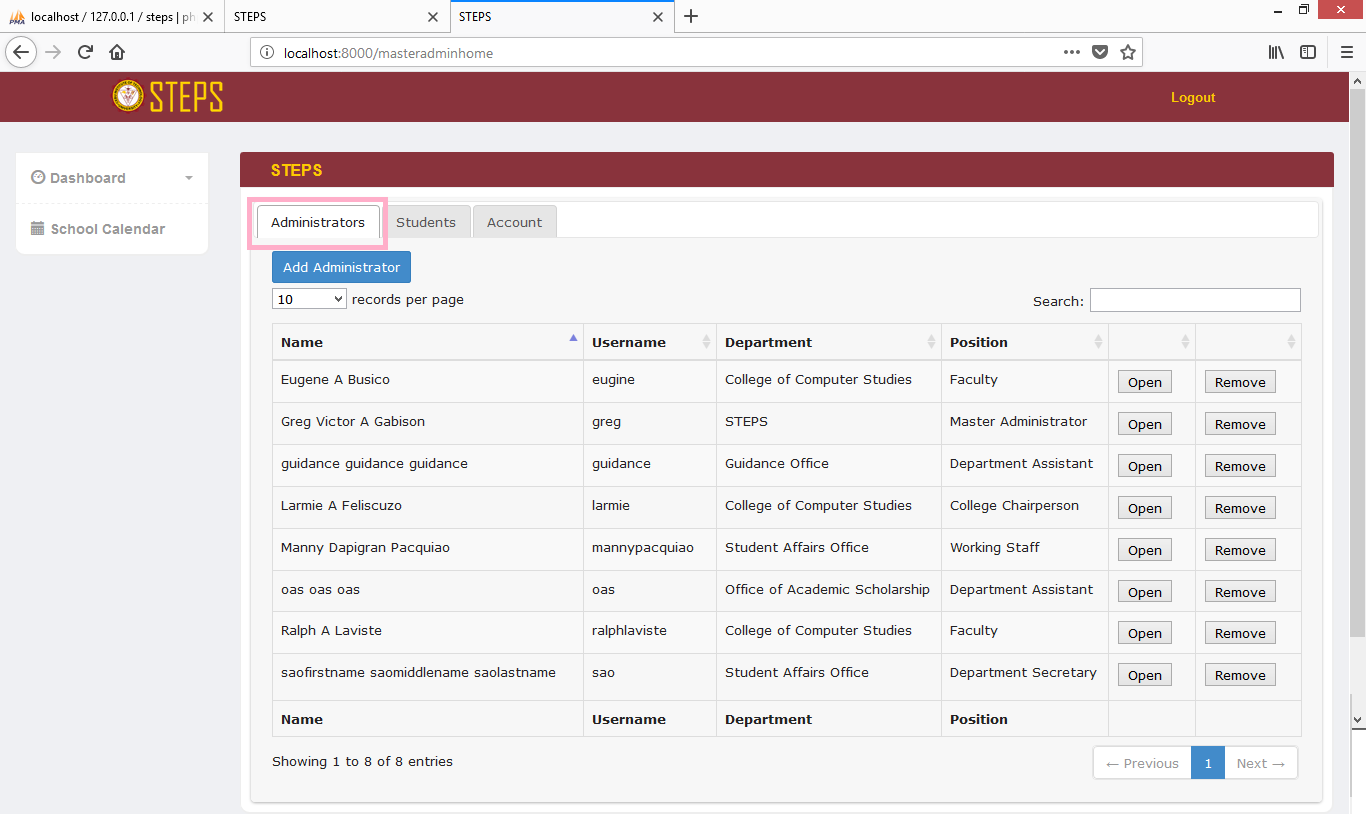 localhost / 127.0.0.1 / steps | ph
STEPS
STEPS
localhost:8000/masteradminhome
STEPS
Logout
Dashboard
School Calendar
STEPS
Administrators Students Account
Add Administrator
10 records per page
Search:
Name Username Department Position
Eugene A Busico eugine College of Computer Studies Faculty Open Remove
Greg Victor A Gabison greg STEPS Master Administrator Open Remove
guidance guidance guidance guidance Guidance Office Department Assistant Open Remove
Larmie A Feliscuzo larmie College of Computer Studies College Chairperson Open Remove
Manny Dapigran Pacquiao mannypacquiao Student Affairs Office Working Staff Open Remove
oas oas oas oas Office of Academic Scholarship Department Assistant Open Remove
Ralph A Laviste ralphlaviste College of Computer Studies Faculty Open Remove
saofirstname saomiddlename saolastname sao Student Affairs Office Department Secretary Open Remove
Name Username Department Position
Showing 1 to 8 of 8 entries
← Previous 1 Next →